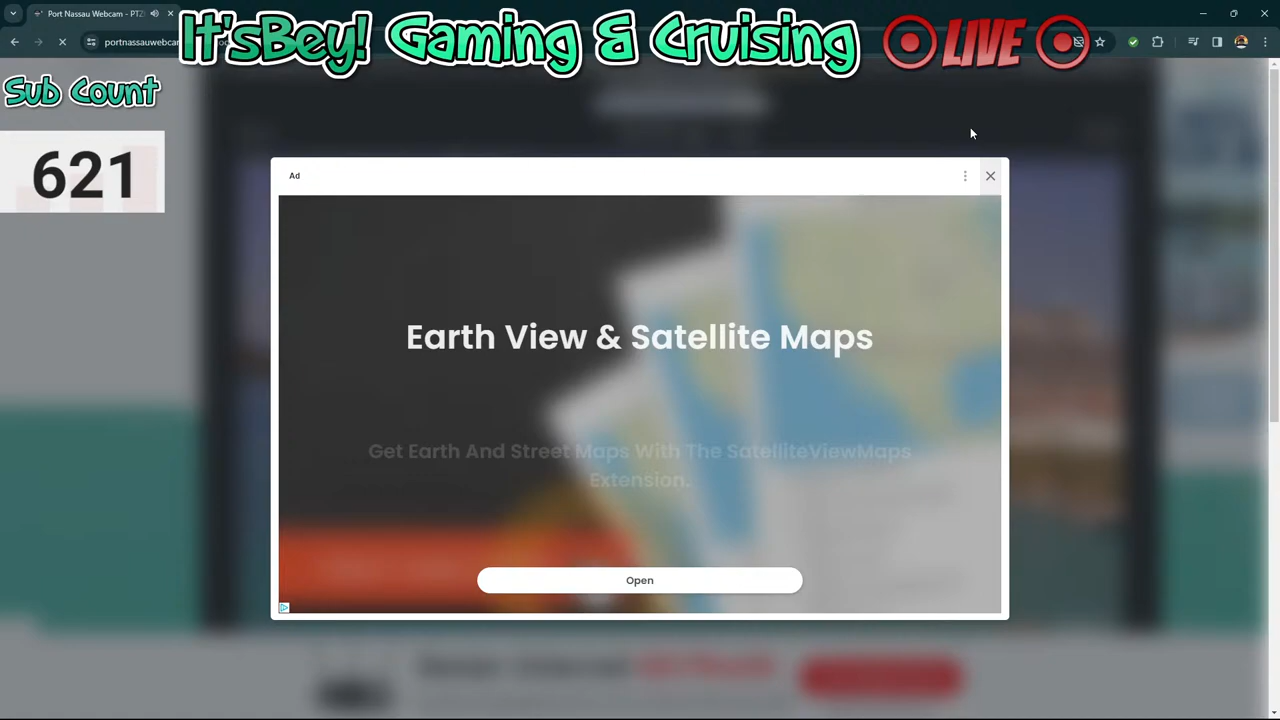 Port Nassau Webcam - PTZ
portnassauwebcam
It'sBey! Gaming & Cruising
LIVE
Sub Count
621
Ad
Earth View & Satellite Maps
Get Earth And Street Maps With The SatelliteViewMaps
Extension.
Open